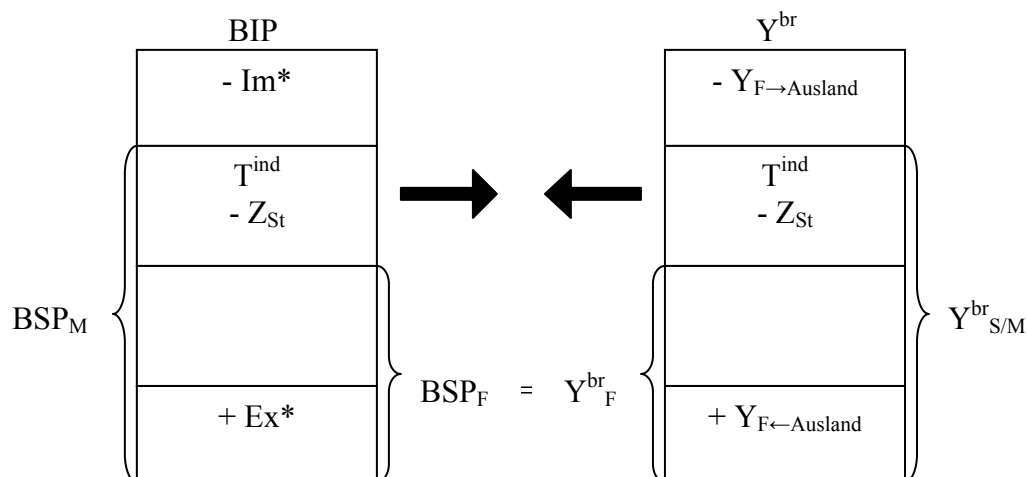 BIP
- Im*
T^ind
- Z_St
BSP_M
BSP_F = Y^br_F
+ Ex*
Y^br
- Y_F→Ausland
T^ind
- Z_St
Y^br_S/M
+ Y_F←Ausland